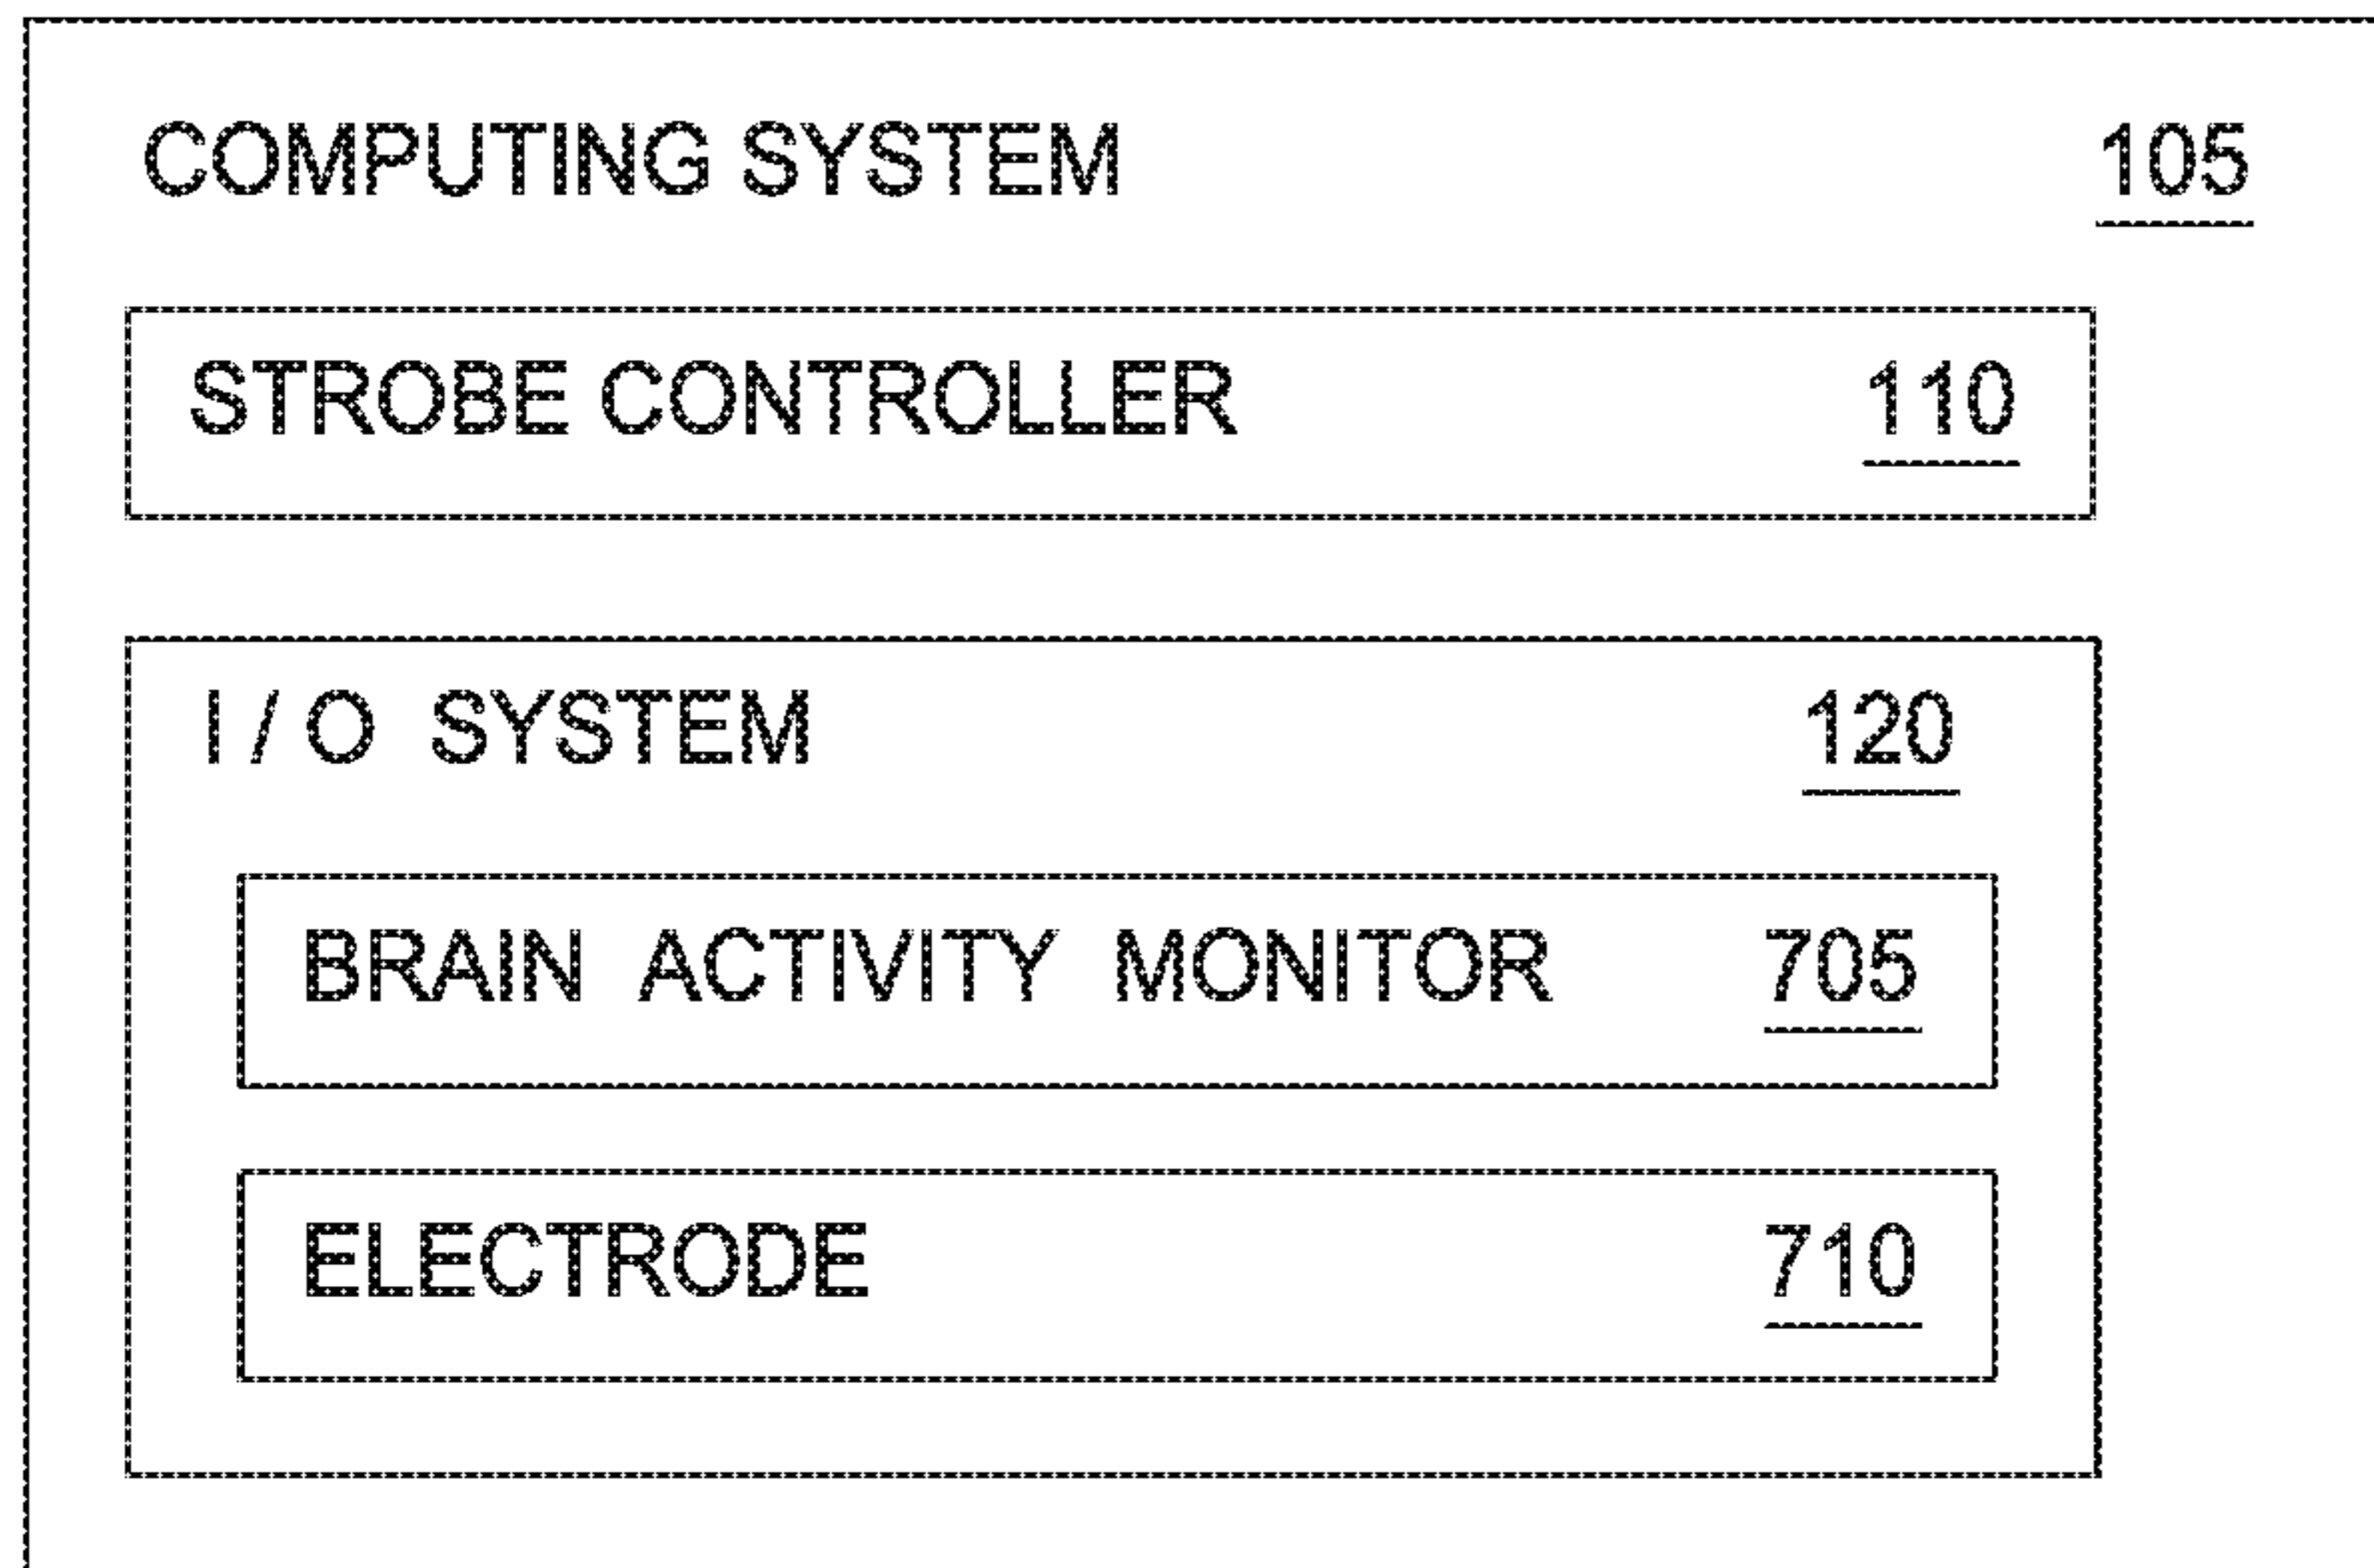 COMPUTING SYSTEM 105
STROBE CONTROLLER 110
I / O SYSTEM 120
BRAIN ACTIVITY MONITOR 705
ELECTRODE 710